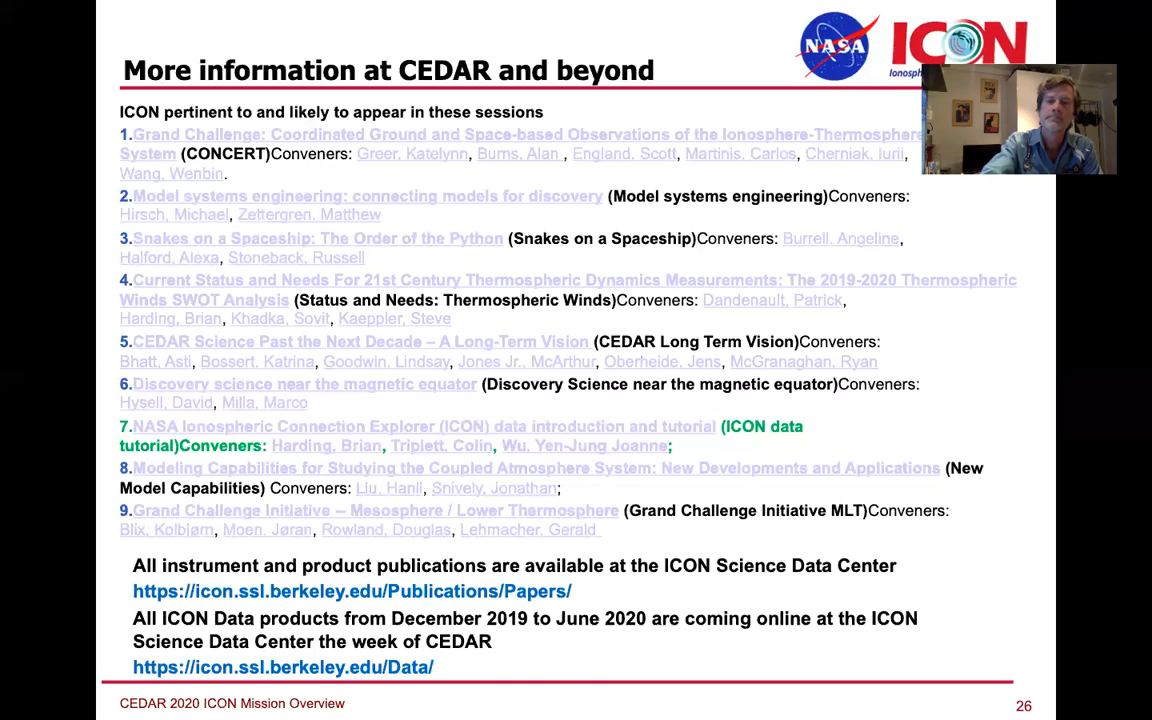 More information at CEDAR and beyond
NASA
ICON
Ionosph
ICON pertinent to and likely to appear in these sessions
1.Grand Challenge: Coordinated Ground and Space-based Observations of the Ionosphere-Thermosphere
System (CONCERT)Conveners: Greer, Katelynn, Burns, Alan , England, Scott, Martinis, Carlos, Cherniak, Iurii,
Wang, Wenbin.
2.Model systems engineering: connecting models for discovery (Model systems engineering)Conveners:
Hirsch, Michael, Zettergren, Matthew
3.Snakes on a Spaceship: The Order of the Python (Snakes on a Spaceship)Conveners: Burrell, Angeline,
Halford, Alexa, Stoneback, Russell
4.Current Status and Needs For 21st Century Thermospheric Dynamics Measurements: The 2019-2020 Thermospheric
Winds SWOT Analysis (Status and Needs: Thermospheric Winds)Conveners: Dandenault, Patrick,
Harding, Brian, Khadka, Sovit, Kaeppler, Steve
5.CEDAR Science Past the Next Decade – A Long-Term Vision (CEDAR Long Term Vision)Conveners:
Bhatt, Asti, Bossert, Katrina, Goodwin, Lindsay, Jones Jr., McArthur, Oberheide, Jens, McGranaghan, Ryan
6.Discovery science near the magnetic equator (Discovery Science near the magnetic equator)Conveners:
Hysell, David, Milla, Marco
7.NASA Ionospheric Connection Explorer (ICON) data introduction and tutorial (ICON data
tutorial)Conveners: Harding, Brian, Triplett, Colin, Wu, Yen-Jung Joanne;
8.Modeling Capabilities for Studying the Coupled Atmosphere System: New Developments and Applications (New
Model Capabilities) Conveners: Liu, Hanli, Snively, Jonathan;
9.Grand Challenge Initiative – Mesosphere / Lower Thermosphere (Grand Challenge Initiative MLT)Conveners:
Blix, Kolbjørn, Moen, Jøran, Rowland, Douglas, Lehmacher, Gerald
All instrument and product publications are available at the ICON Science Data Center
https://icon.ssl.berkeley.edu/Publications/Papers/
All ICON Data products from December 2019 to June 2020 are coming online at the ICON
Science Data Center the week of CEDAR
https://icon.ssl.berkeley.edu/Data/
CEDAR 2020 ICON Mission Overview
26